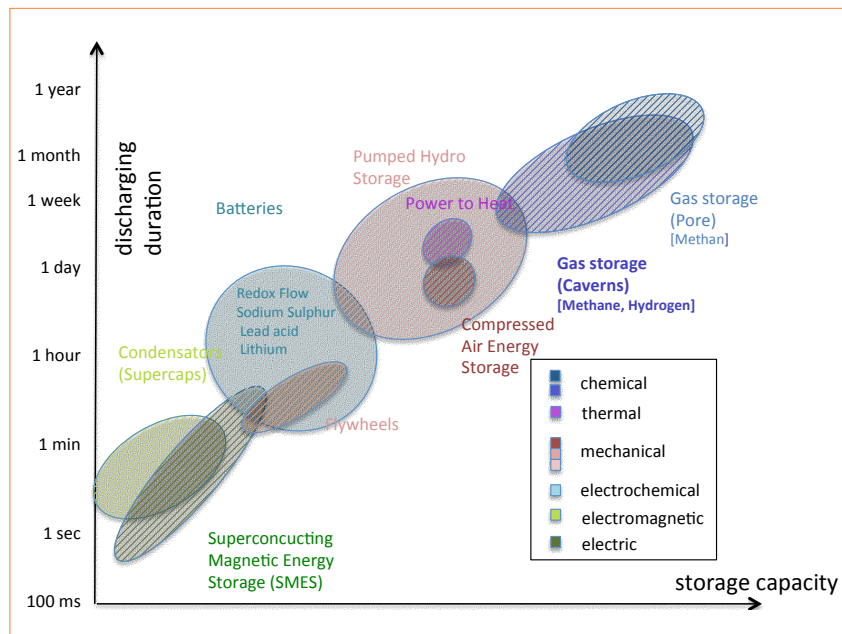 1 year
1 month
1 week
1 day
1 hour
1 min
1 sec
100 ms
discharging
duration
storage capacity
Batteries
Pumped Hydro
Storage
Power to Heat
Gas storage
(Pore)
[Methan]
Gas storage
(Caverns)
[Methane, Hydrogen]
Redox Flow
Sodium Sulphur
Lead acid
Lithium
Compressed
Air Energy
Storage
Condensators
(Supercaps)
Flywheels
Superconcucting
Magnetic Energy
Storage (SMES)
chemical
thermal
mechanical
electrochemical
electromagnetic
electric